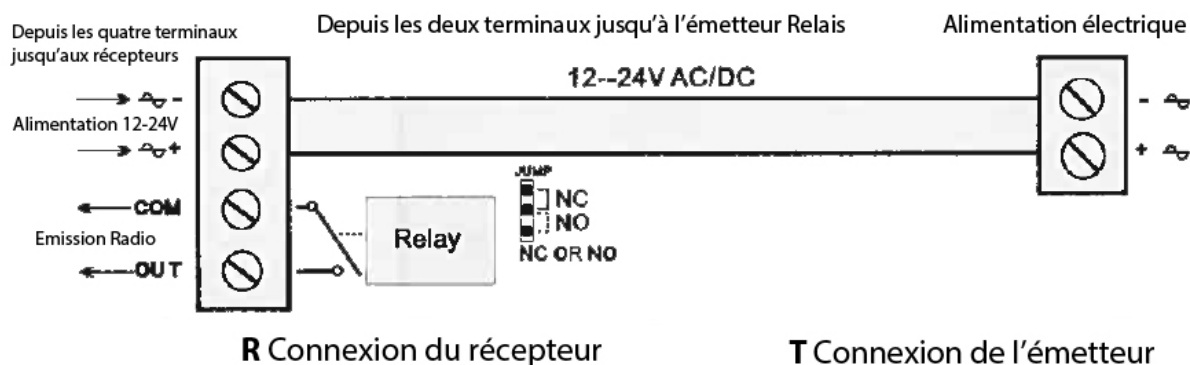 Depuis les quatre terminaux
jusqu'aux récepteurs
Depuis les deux terminaux jusqu'à l'émetteur Relais
Alimentation électrique
12--24V AC/DC
-
Alimentation 12-24V
+
-
+
COM
Emission Radio
OUT
Relay
JUMP
NC
NO
NC OR NO
R Connexion du récepteur
T Connexion de l'émetteur